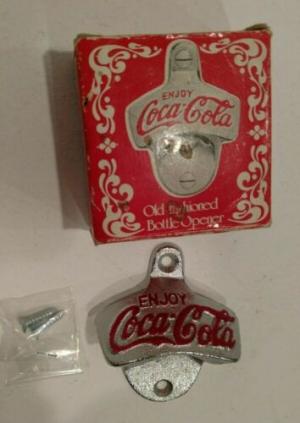 ENJOY
Coca-Cola
Old fashioned
Bottle Opener
ENJOY
Coca-Cola